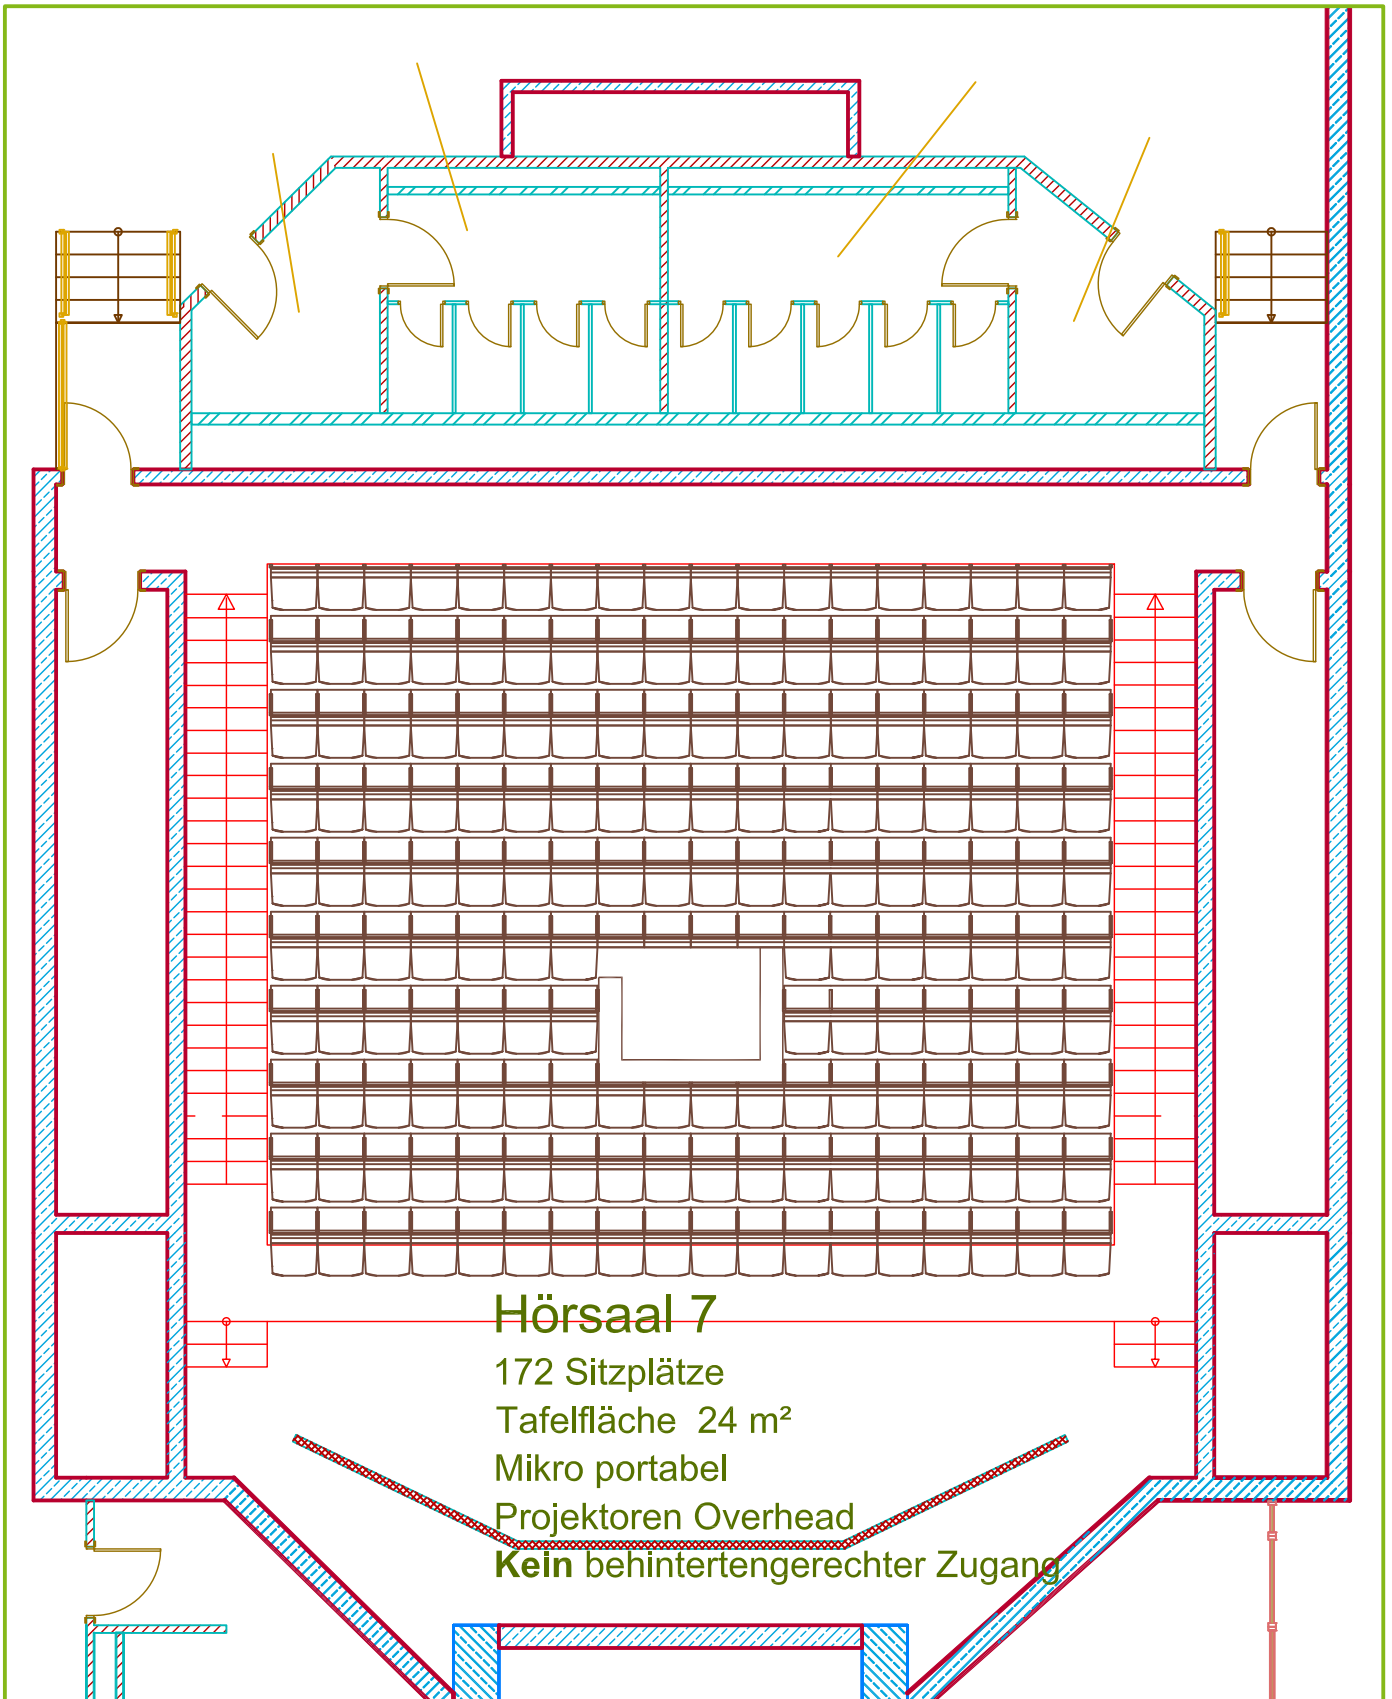 Hörsaal 7
172 Sitzplätze
Tafelfläche 24 m²
Mikro portabel
Projektoren Overhead
Kein behintertengerechter Zugang